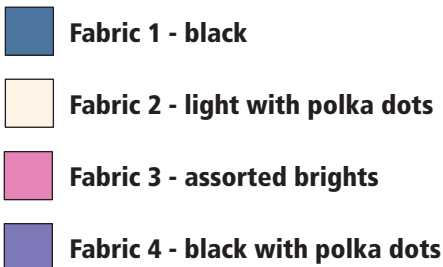 Fabric 1 - black
Fabric 2 - light with polka dots
Fabric 3 - assorted brights
Fabric 4 - black with polka dots